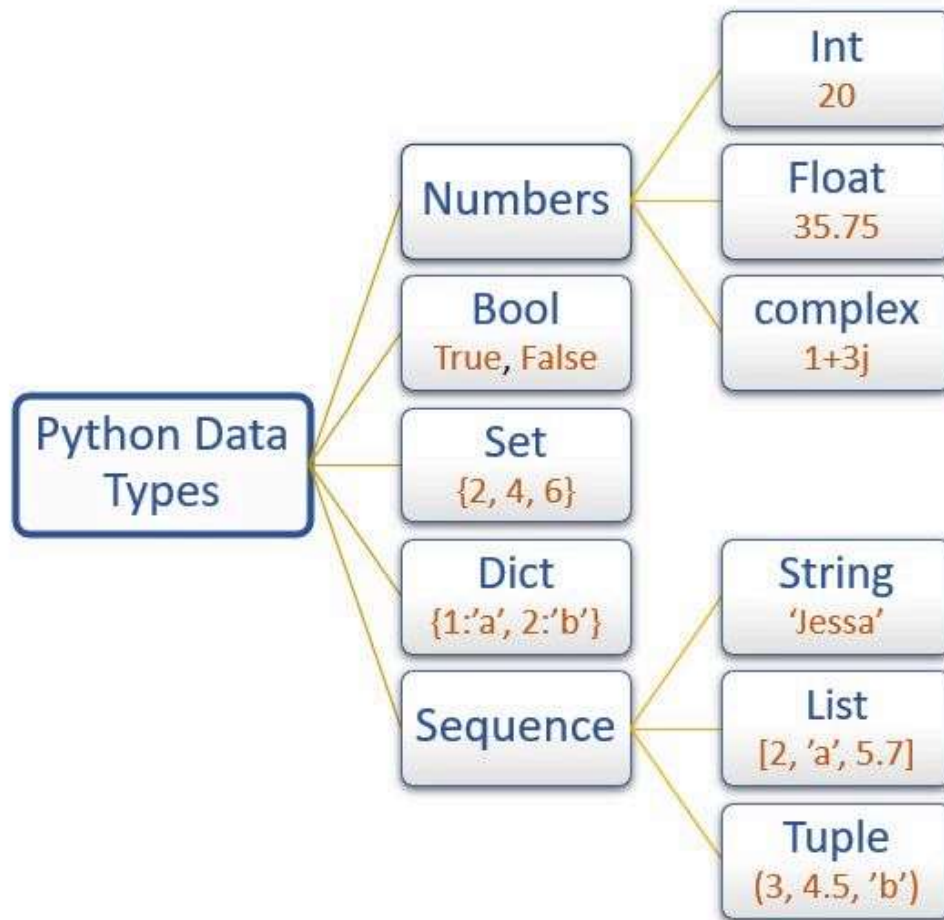 Python Data
Types
Numbers
Int
20
Float
35.75
complex
1+3j
Bool
True, False
Set
{2, 4, 6}
Dict
{1:’a’, 2:’b’}
Sequence
String
‘Jessa’
List
[2, ’a’, 5.7]
Tuple
(3, 4.5, ’b’)